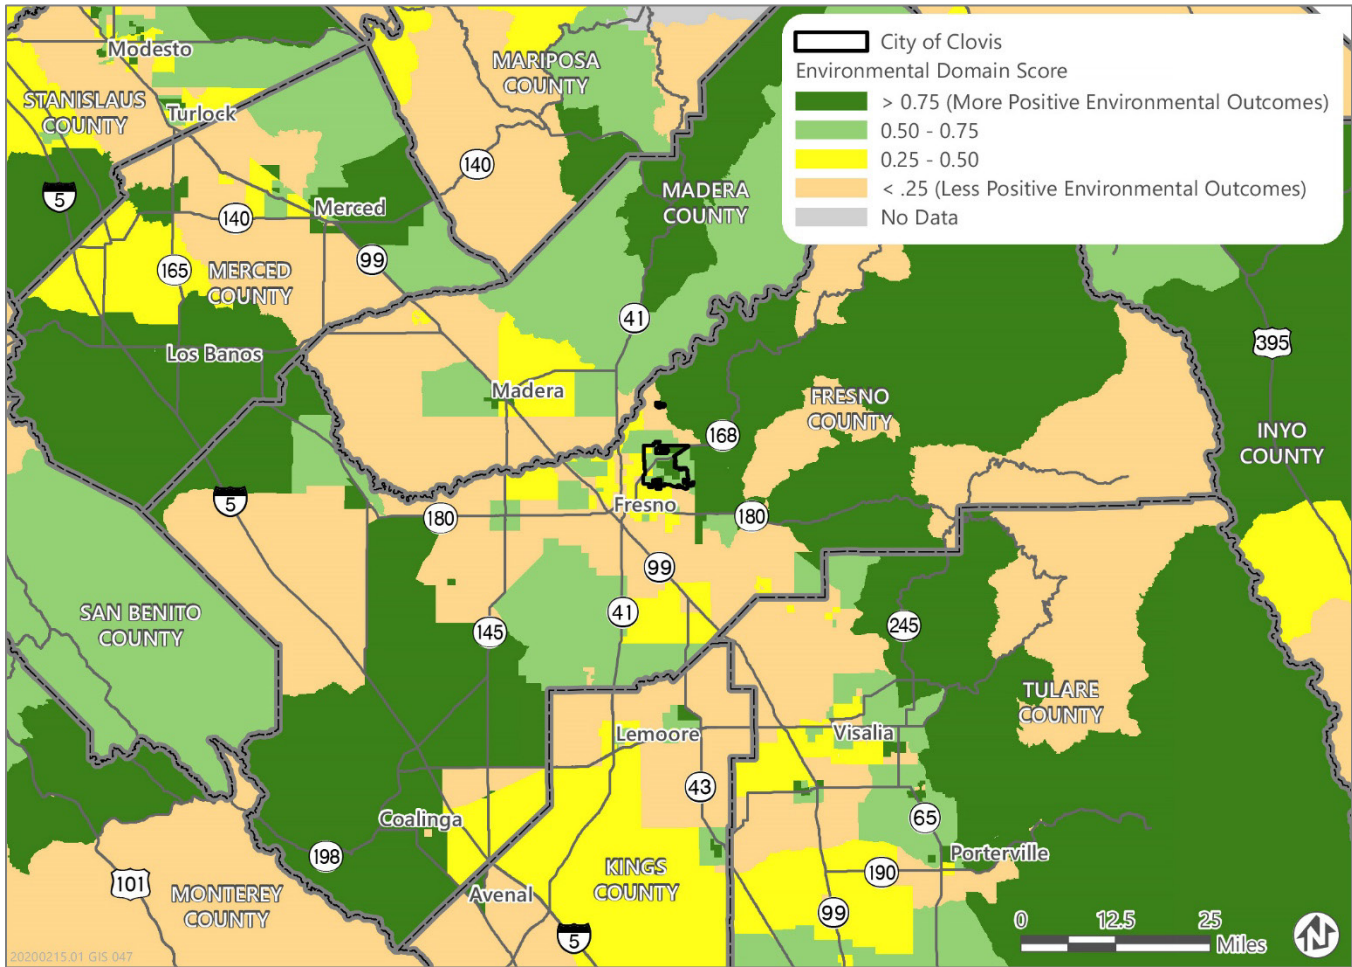 City of Clovis
Environmental Domain Score
> 0.75 (More Positive Environmental Outcomes)
0.50 - 0.75
0.25 - 0.50
< .25 (Less Positive Environmental Outcomes)
No Data
Modesto
MARIPOSA
COUNTY
STANISLAUS
COUNTY
Turlock
140
5
MADERA
COUNTY
Merced
140
99
165
MERCED
COUNTY
41
395
Los Banos
Madera
FRESNO
COUNTY
168
INYO
COUNTY
5
Fresno
180
180
99
SAN BENITO
COUNTY
41
145
245
TULARE
COUNTY
Lemoore
Visalia
43
65
Coalinga
198
Porterville
190
101
MONTEREY
COUNTY
KINGS
COUNTY
Avenal
99
5
0 12.5 25
Miles
N
20200215.01 GIS 047